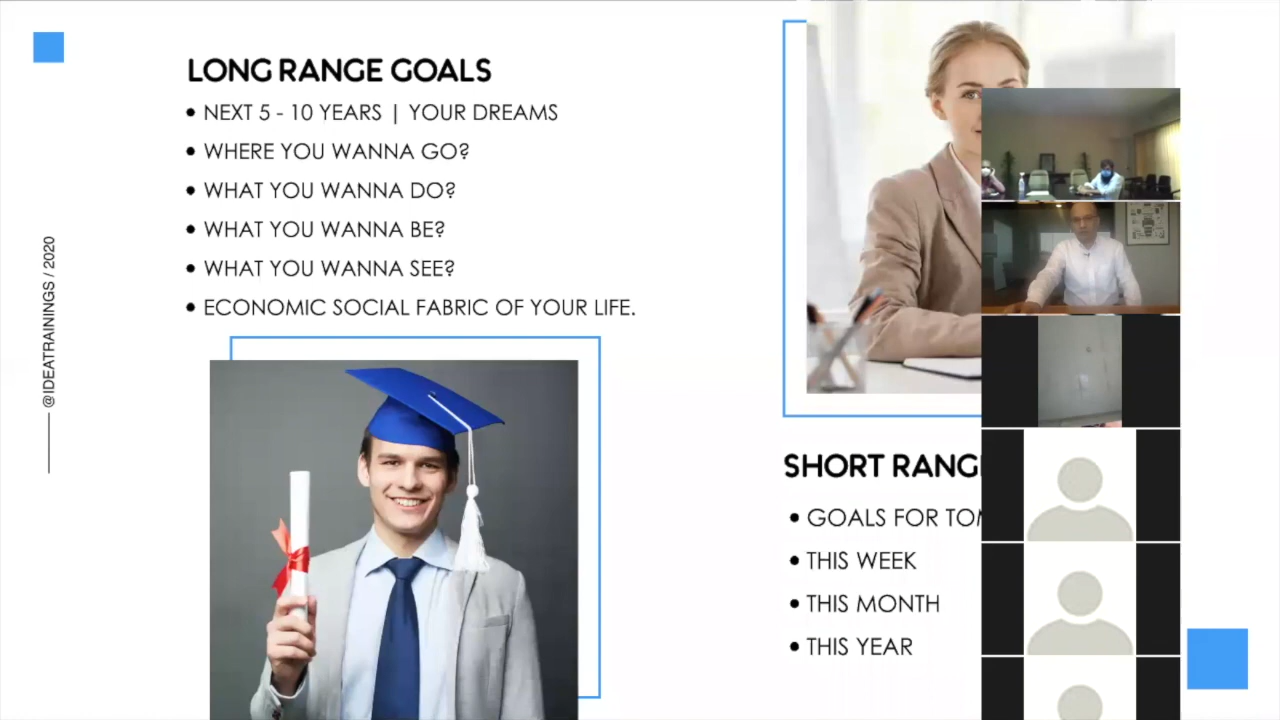 LONG RANGE GOALS
• NEXT 5 - 10 YEARS | YOUR DREAMS
• WHERE YOU WANNA GO?
• WHAT YOU WANNA DO?
• WHAT YOU WANNA BE?
• WHAT YOU WANNA SEE?
• ECONOMIC SOCIAL FABRIC OF YOUR LIFE.
@IDEATRAININGS / 2020
SHORT
• GOALS FOR
• THIS WEEK
• THIS MONTH
• THIS YEAR